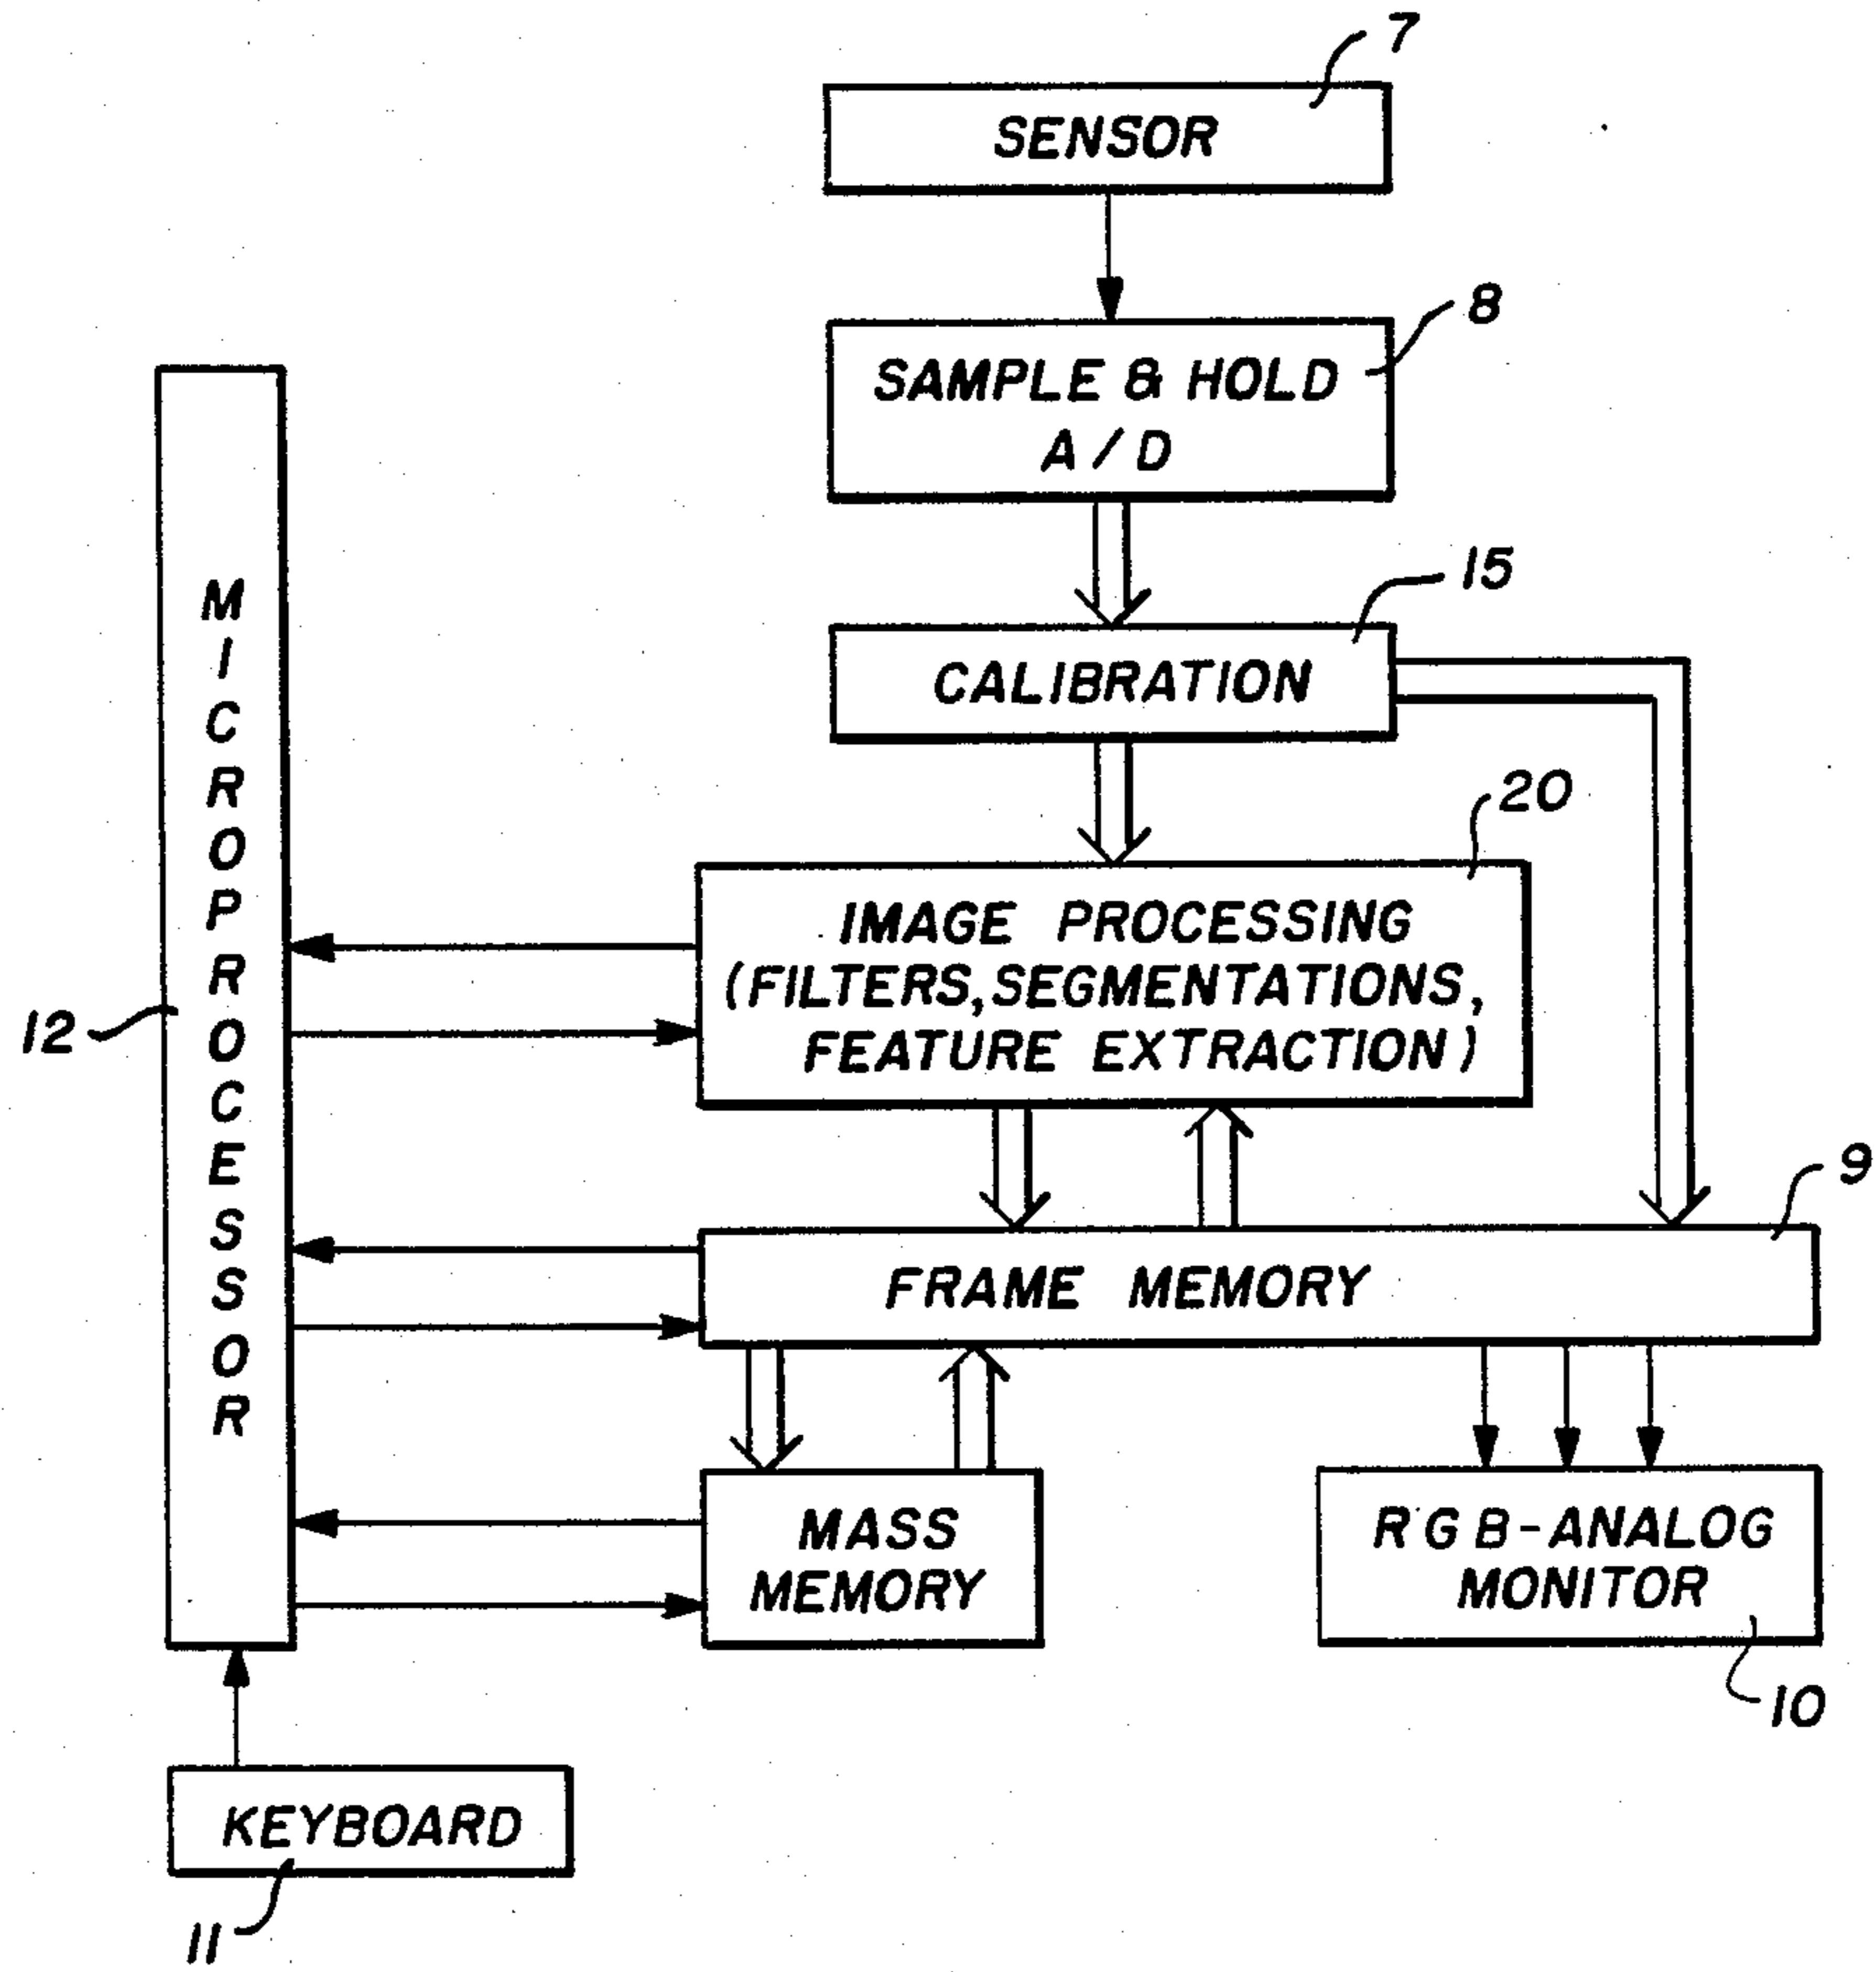 7
SENSOR
8
SAMPLE & HOLD
A/D
15
CALIBRATION
20
IMAGE PROCESSING
(FILTERS, SEGMENTATIONS,
FEATURE EXTRACTION)
MICROPROCESSOR
12
9
FRAME MEMORY
MASS
MEMORY
RGB-ANALOG
MONITOR
10
KEYBOARD
11